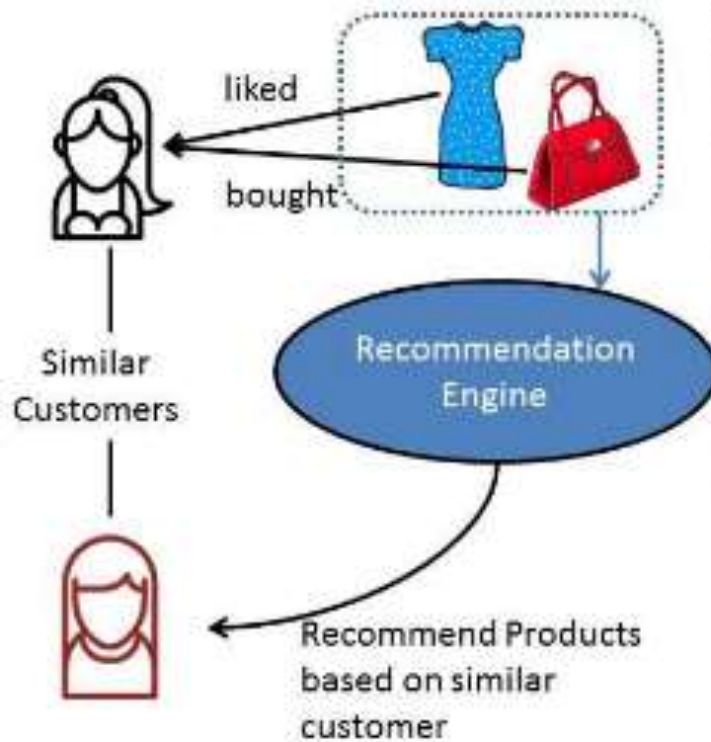 liked
bought
Recommendation
Engine
Similar
Customers
Recommend Products
based on similar
customer